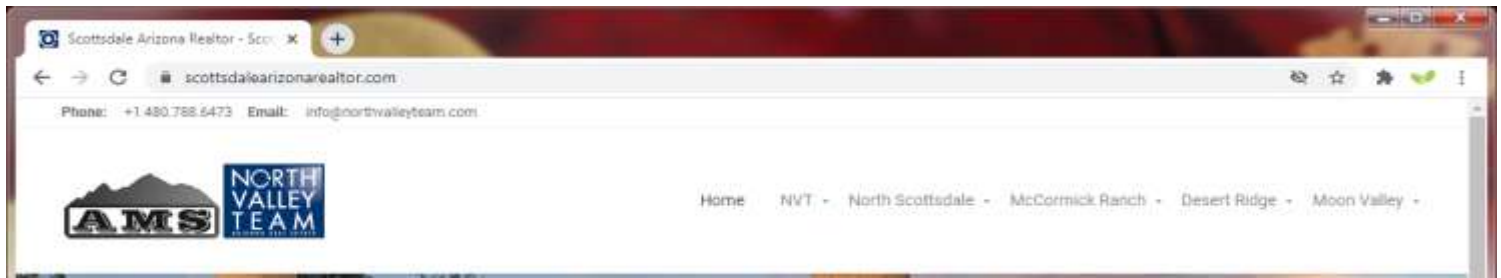 Scottsdale Arizona Realtor - Sco
scottsdalearizonarealtor.com
Phone: +1.480.788.6473 Email: info@northvalleyteam.com
AMS
NORTH
VALLEY
TEAM
Home NVT North Scottsdale McCormick Ranch Desert Ridge Moon Valley